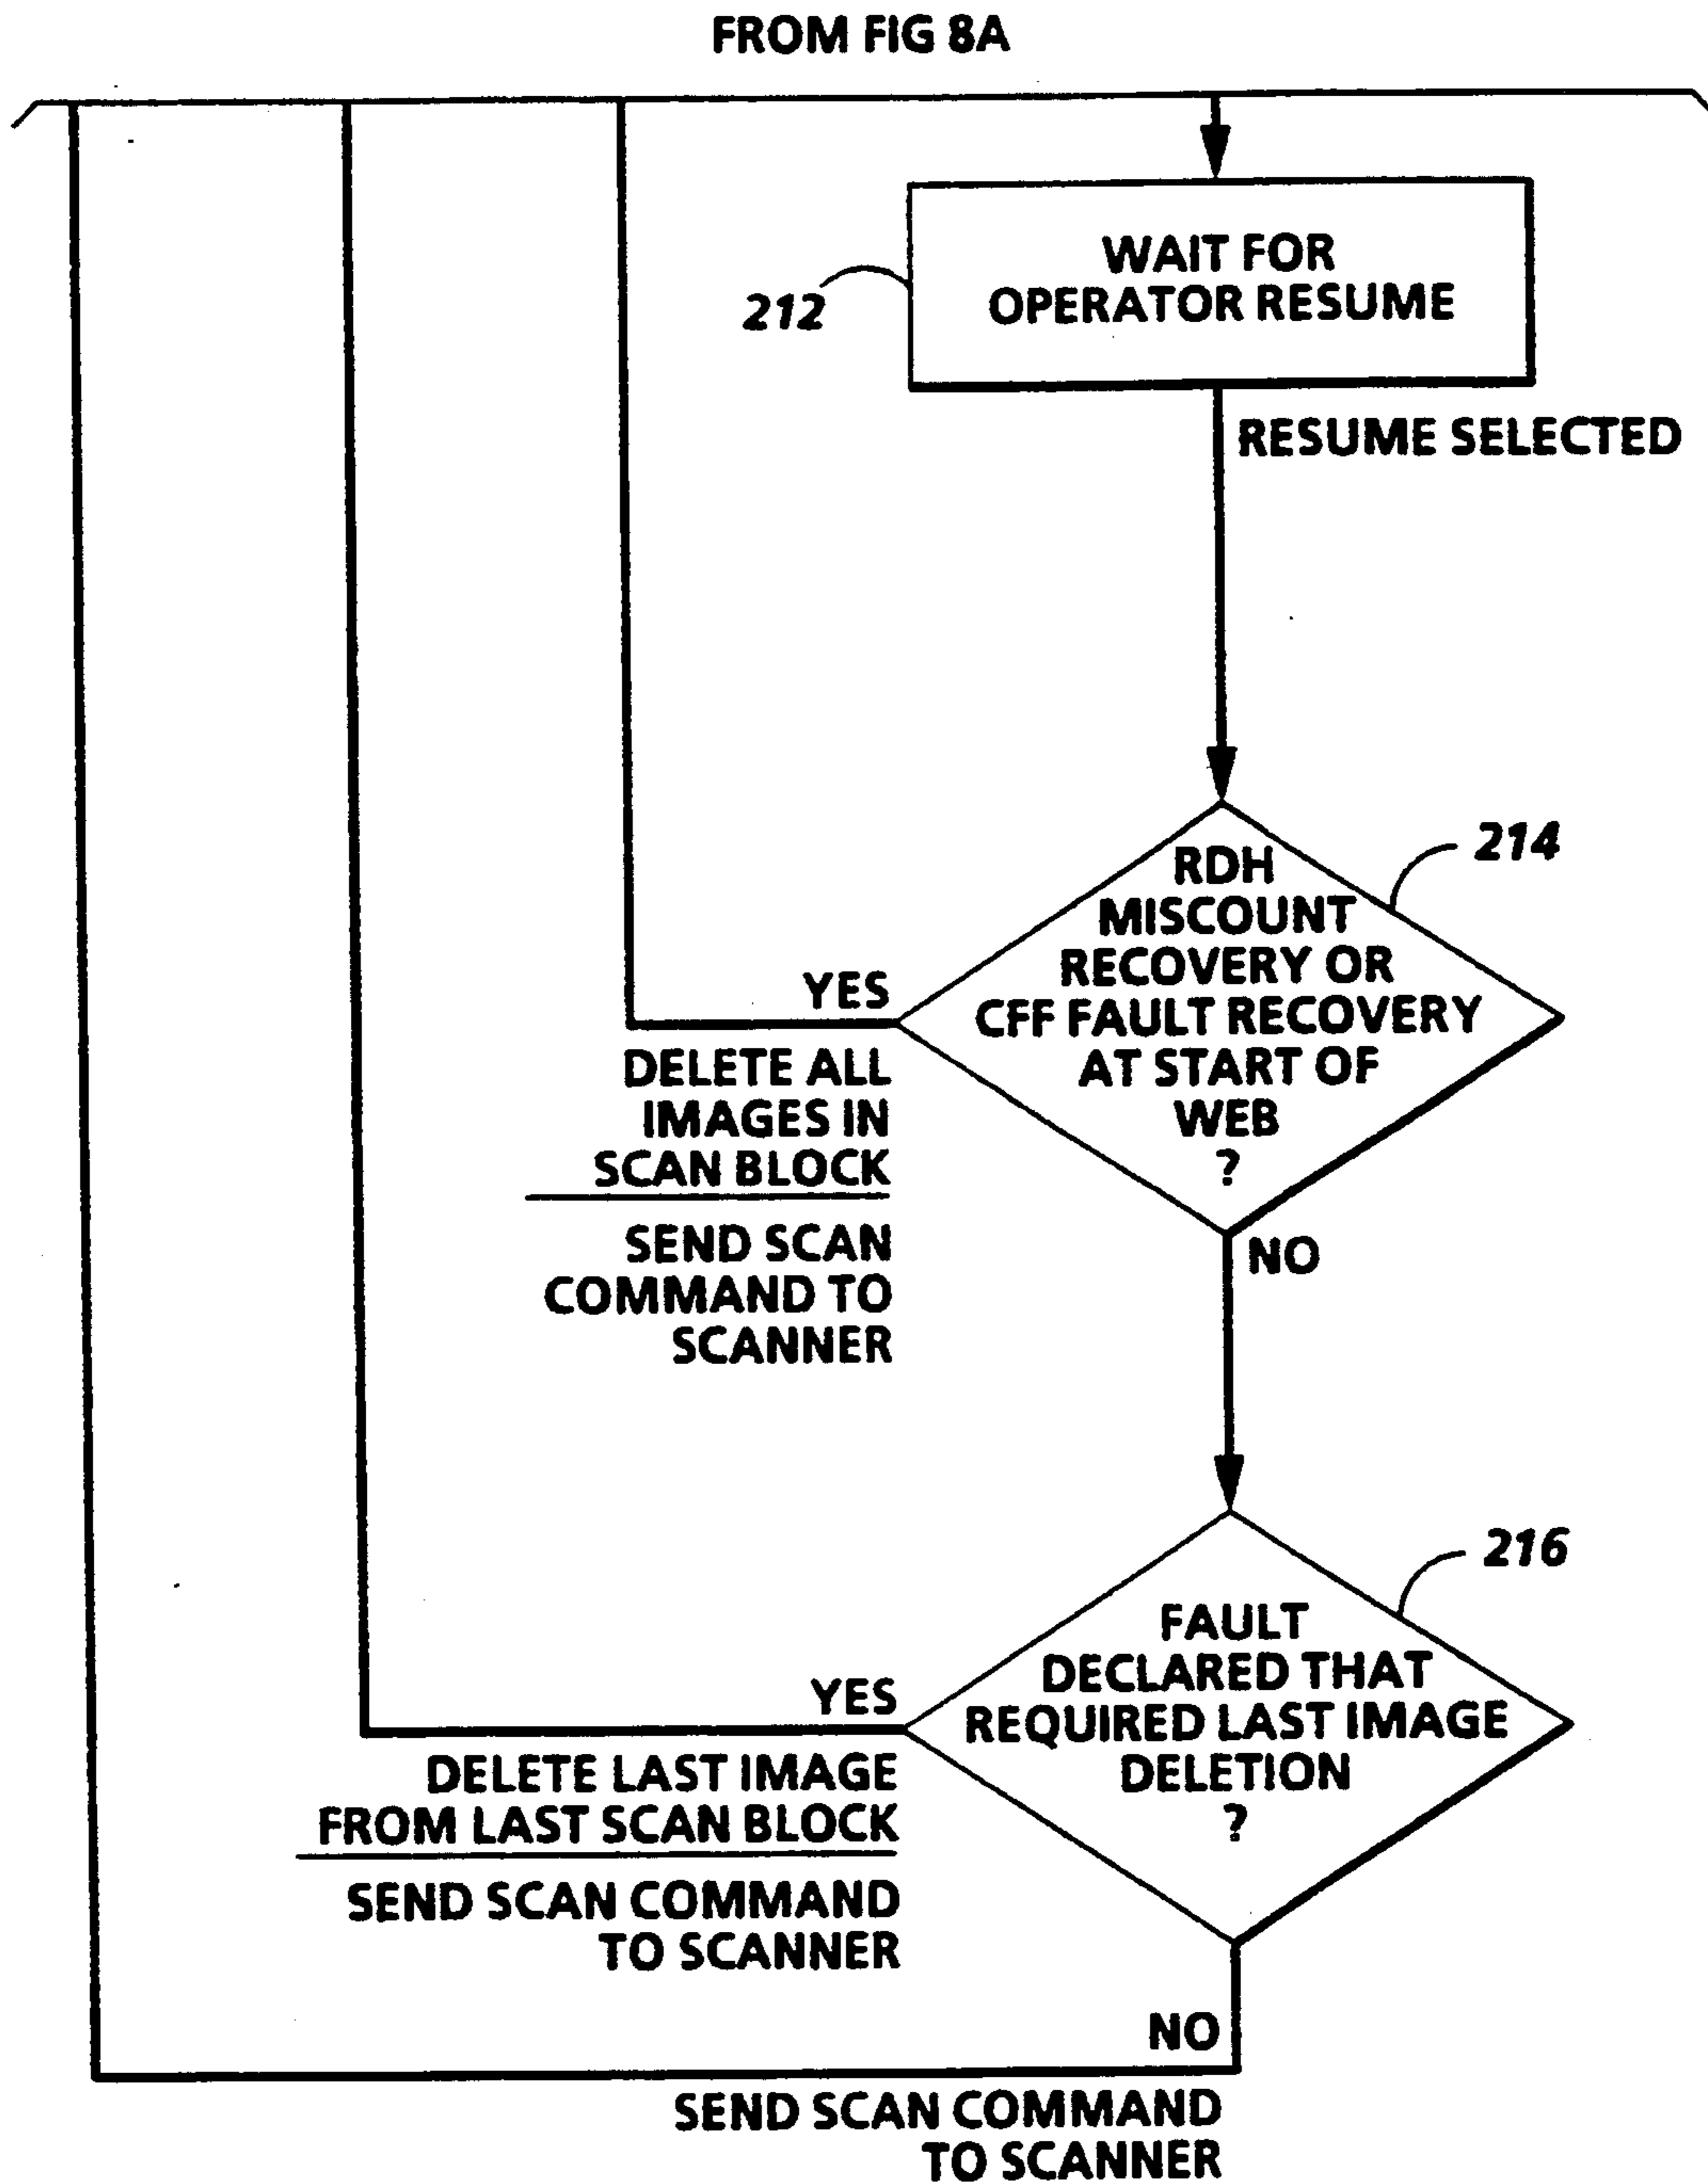 FROM FIG 8A
WAIT FOR
OPERATOR RESUME
212
RESUME SELECTED
214
RDH
MISCOUNT
RECOVERY OR
CFF FAULT RECOVERY
AT START OF
WEB
?
YES
DELETE ALL
IMAGES IN
SCAN BLOCK
SEND SCAN
COMMAND TO
SCANNER
NO
216
FAULT
DECLARED THAT
REQUIRED LAST IMAGE
DELETION
?
YES
DELETE LAST IMAGE
FROM LAST SCAN BLOCK
SEND SCAN COMMAND
TO SCANNER
NO
SEND SCAN COMMAND
TO SCANNER